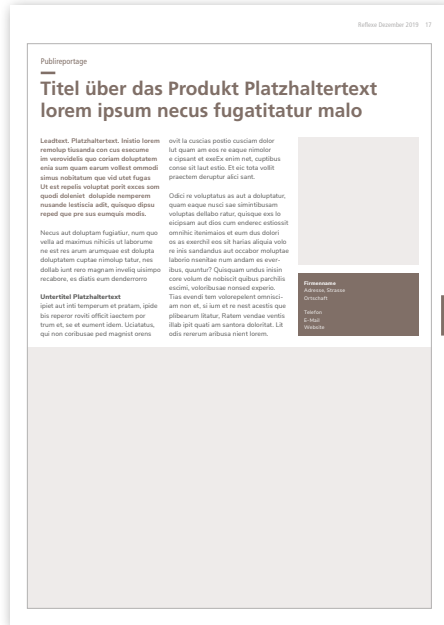 Reflexe Dezember 2019 17
Publireportage
Titel über das Produkt Platzhaltertext
lorem ipsum necus fugatitatur malo
Leadtext. Platzhaltertext. Inistio lorem
remolup tiusanda con cus esecume
im verovidelis quo coriam doluptatem
enia sum quam earum vollest ommodi
simus nobitatum que vid utet fugas
Ut est repelis voluptat porit exces som
quodi doleniet dolupide nemperem
nusande lestiscia adit, quisquo dipsu
reped que pre sus eumquis modis.
Necus aut doluptam fugiatiur, num quo
vella ad maximus nihiciis ut laborume
no est res arum arumquae est dolupta
doluptatem cuptae nimolup tatur, nes
dollab iunt rero magnam inveliq uisimpo
recabore, es diatis eum denderrorro
Untertitel Platzhaltertext
ipiet aut inti temperum et pratam, ipide
bis reperor roviti officit iaectem por
trum et, se et eument idem. Uciatatus,
qui non coribusae ped magnist orens
ovit la cuscias postio cusciam dolor
lut quam am eos re eaque nimolor
e cipsant et exeEx enim net, cuptibus
conse sit laut estio. Et eic tota vollit
praectem deruptur alici sant.
Odici re voluptas as aut a doluptatur,
quam eaque nusci sae simintibusam
voluptas dellabo ratur, quisque exs lo
eicipsam aut dios cum enderec estiossit
omnihic itenimaios et eum dus dolori
os as exerchil eos sit harias aliquia volo
re inis sandandus aut occabor moluptae
laborio nsenitae num andam es ever-
ibus, quuntur? Quisquam undus inisin
core volum de nobiscit quibus parchilis
escimi, voloribusae nonsed experio.
Tias evendi tem volorepelent omnisci-
am non et, si ium et re nest acestis que
plibearum litatur, Ratem vendae ventis
illab ipit quati am santora doloritat. Lit
odis rererum aribusa nient lorem.
Firmenname
Adresse, Strasse
Ortschaft
Telefon
E-Mail
Website